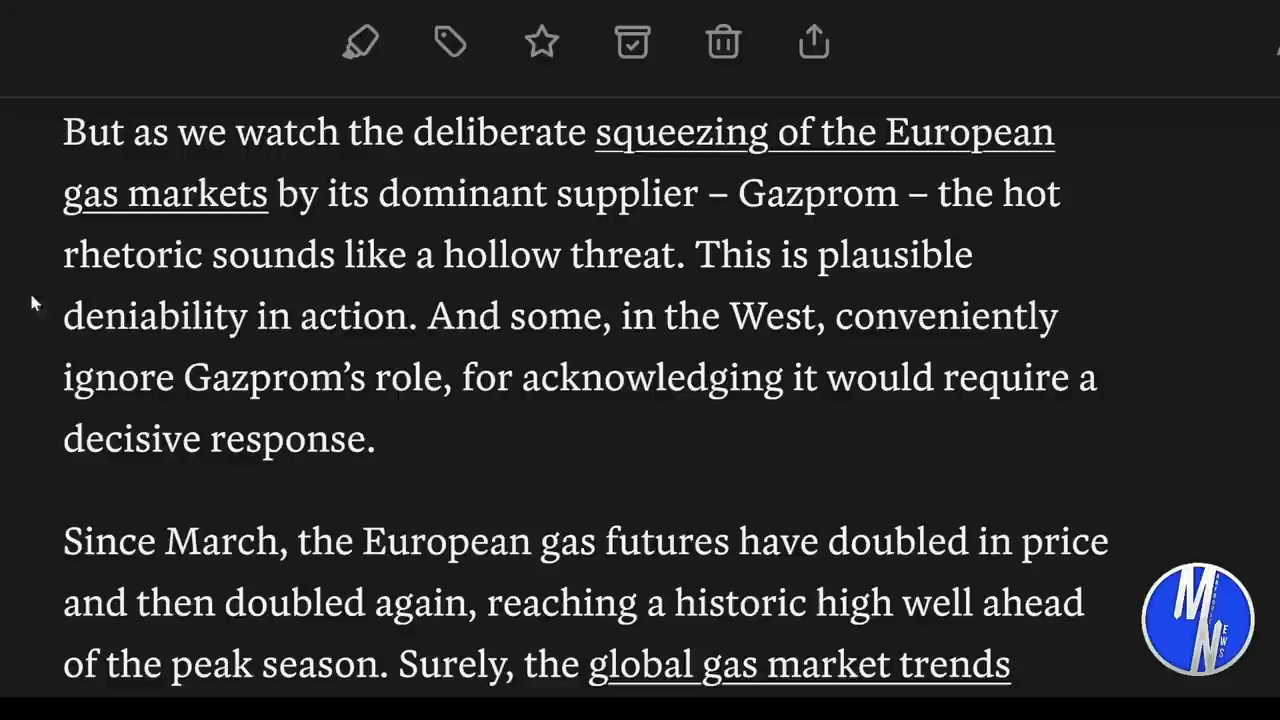 But as we watch the deliberate squeezing of the European
gas markets by its dominant supplier – Gazprom – the hot
rhetoric sounds like a hollow threat. This is plausible
deniability in action. And some, in the West, conveniently
ignore Gazprom’s role, for acknowledging it would require a
decisive response.
Since March, the European gas futures have doubled in price
and then doubled again, reaching a historic high well ahead
of the peak season. Surely, the global gas market trends
M
N
EWS